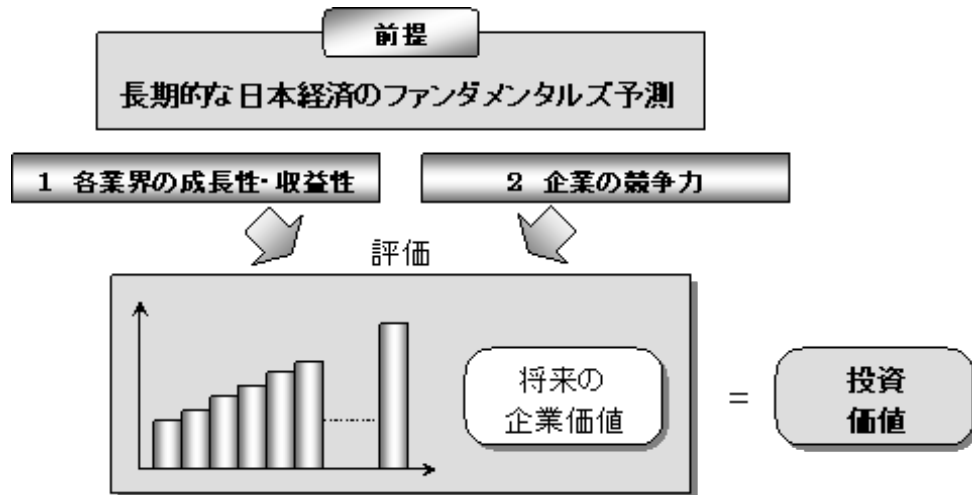 前提
長期的な日本経済のファンダメンタルズ予測
1 各業界の成長性・収益性
2 企業の競争力
評価
将来の
企業価値
=
投資
価値